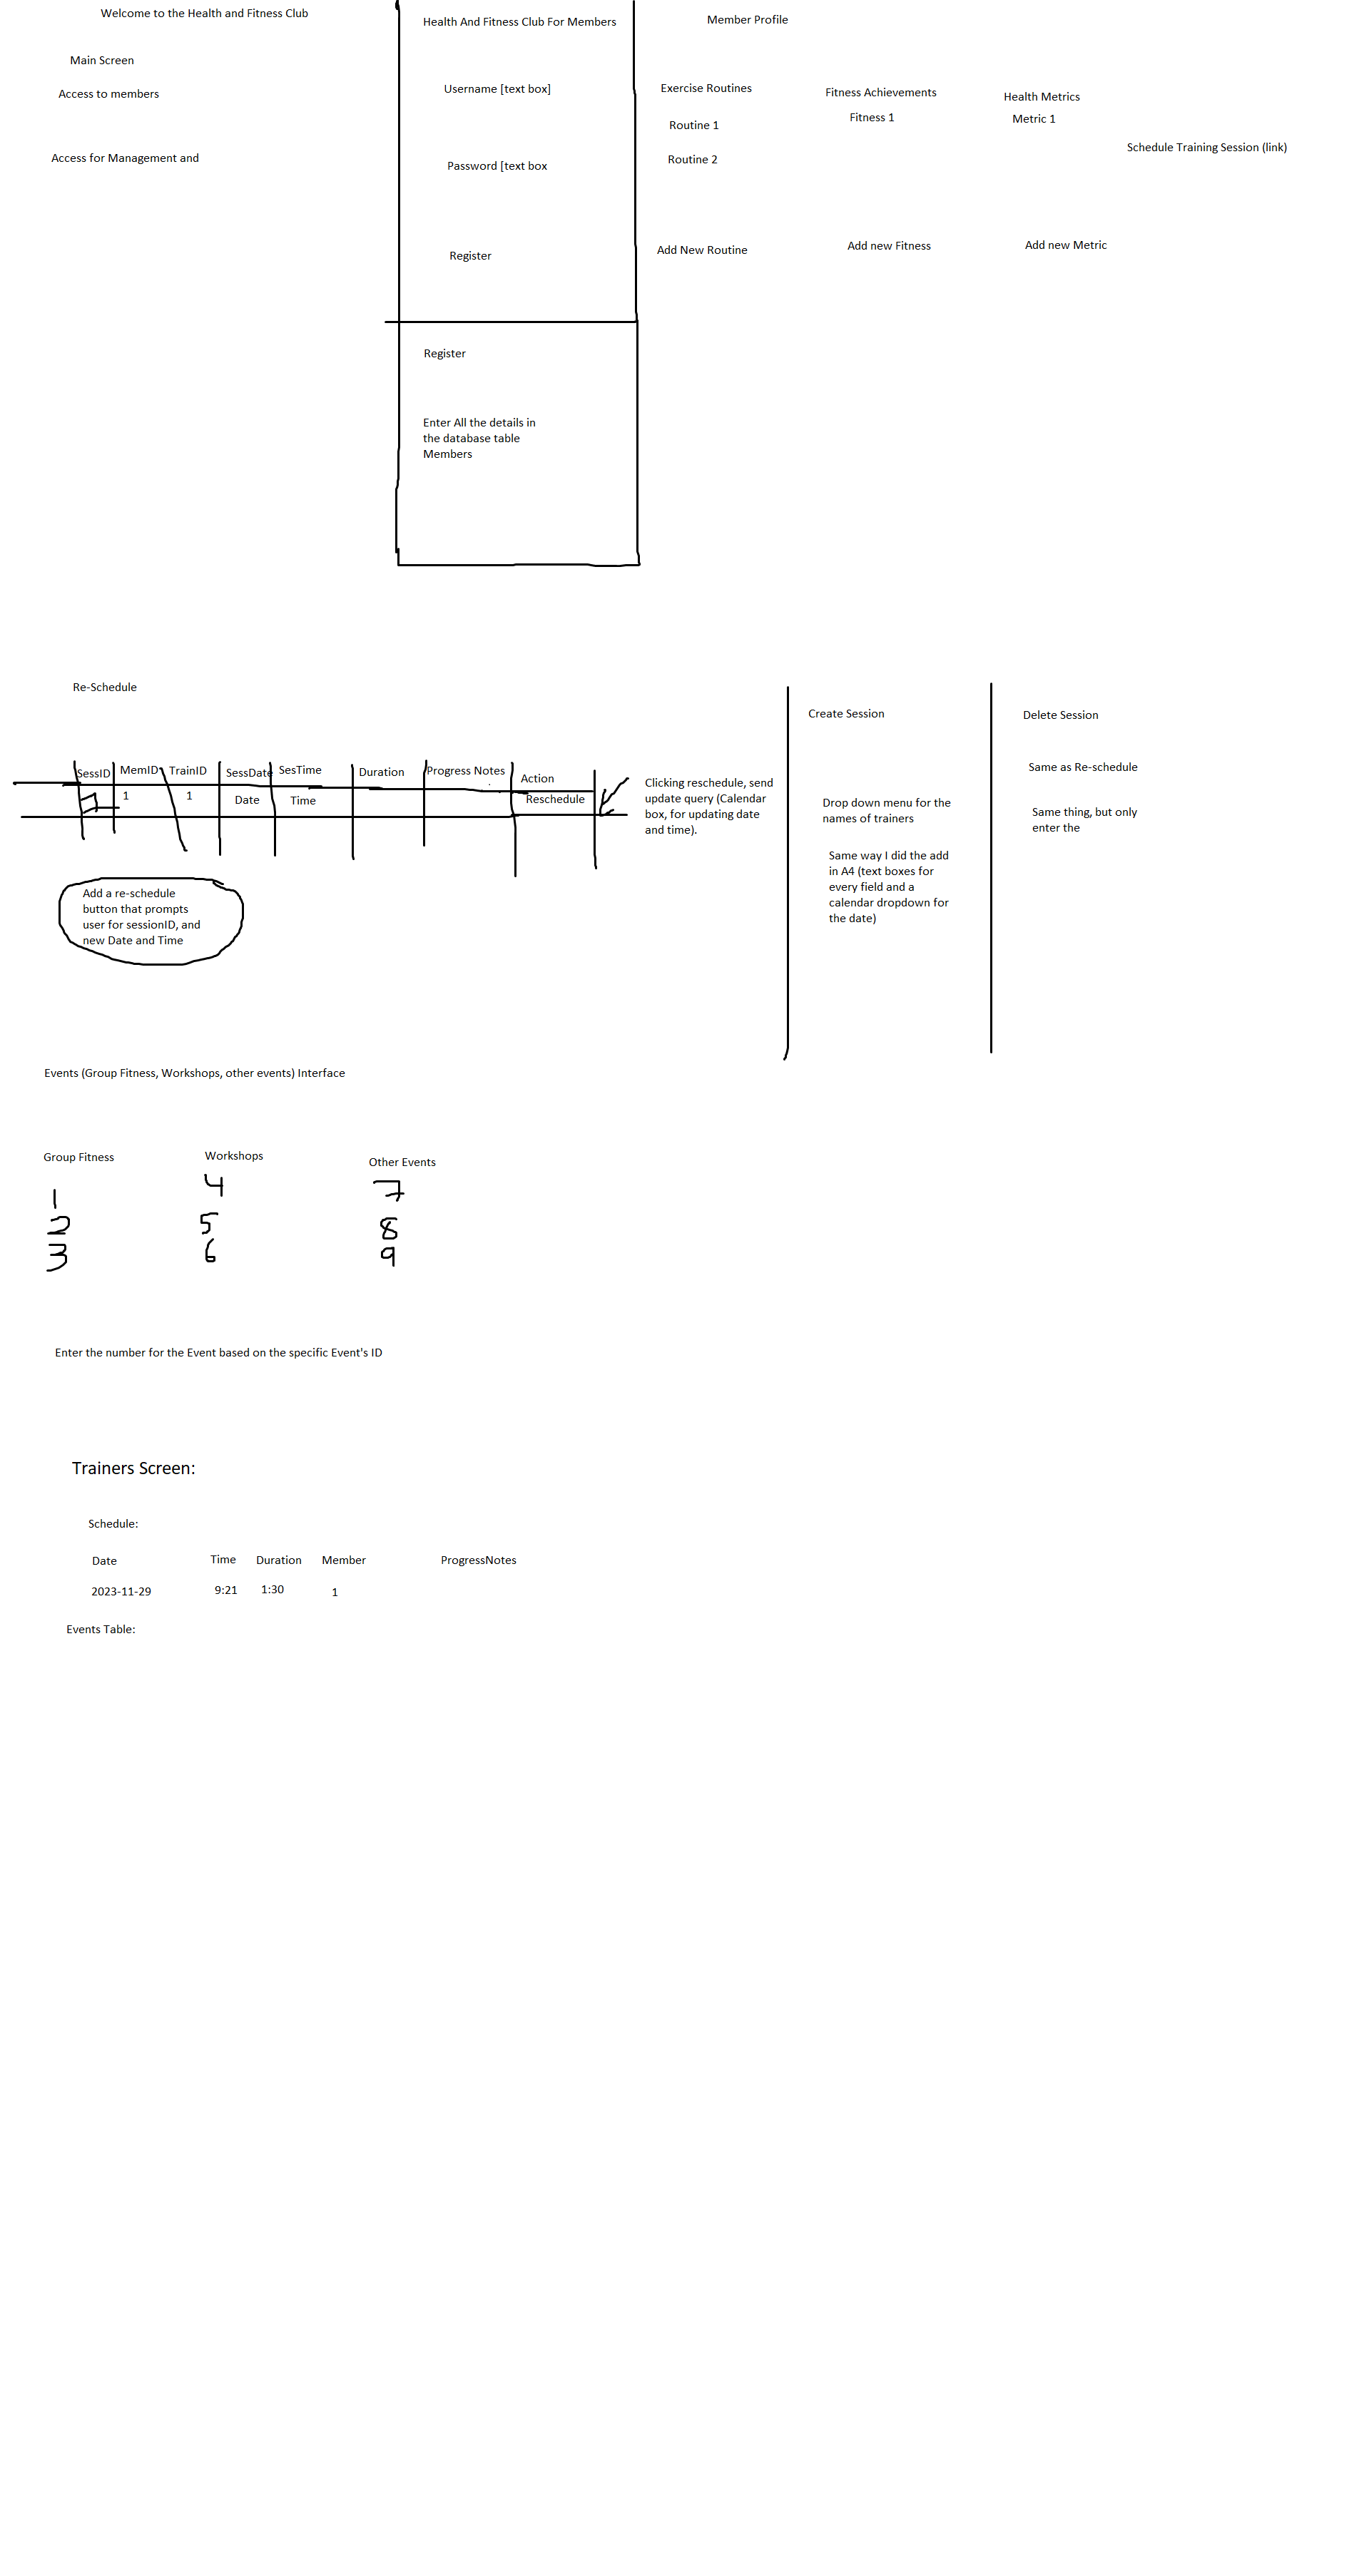 Welcome to the Health and Fitness Club
Main Screen
Access to members
Access for Management and
Health And Fitness Club For Members
Username [text box]
Password [text box
Register
Register
Enter All the details in
the database table
Members
Member Profile
Exercise Routines
Routine 1
Routine 2
Add New Routine
Fitness Achievements
Fitness 1
Add new Fitness
Health Metrics
Metric 1
Add new Metric
Schedule Training Session (link)
Re-Schedule
SessID MemID TrainID SessDate SesTime Duration Progress Notes Action
1 1 Date Time Reschedule
Clicking reschedule, send
update query (Calendar
box, for updating date
and time).
Add a re-schedule
button that prompts
user for sessionID, and
new Date and Time
Create Session
Drop down menu for the
names of trainers
Same way I did the add
in A4 (text boxes for
every field and a
calendar dropdown for
the date)
Delete Session
Same as Re-schedule
Same thing, but only
enter the
Events (Group Fitness, Workshops, other events) Interface
Group Fitness Workshops Other Events
1 4 7
2 5 8
3 6 9
Enter the number for the Event based on the specific Event's ID
Trainers Screen:
Schedule:
Date Time Duration Member ProgressNotes
2023-11-29 9:21 1:30 1
Events Table: